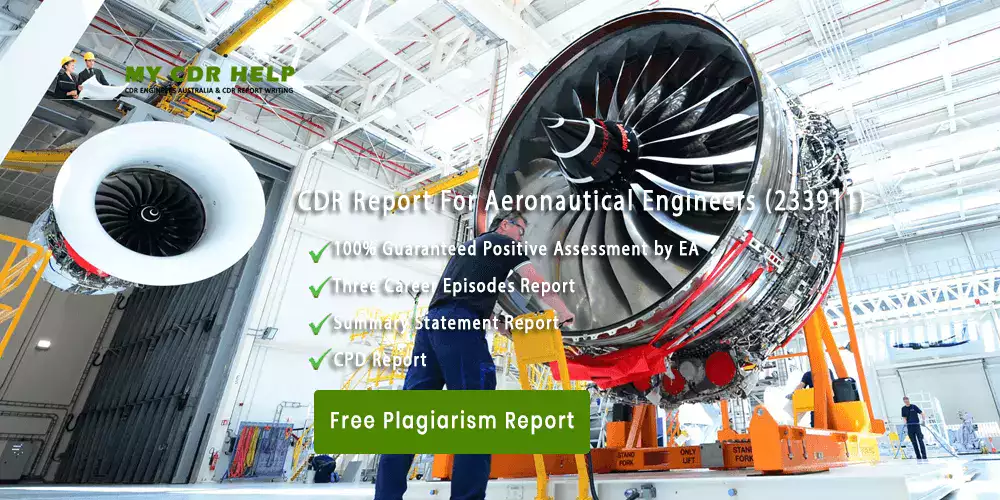 MY CDR HELP
CDR ENGINEERS AUSTRALIA & CDR REPORT WRITING
CDR Report For Aeronautical Engineers (233911)
100% Guaranteed Positive Assessment by EA
Three Career Episodes Report
Summary Statement Report
CPD Report
Free Plagiarism Report
STAND
FORK
ONLY
LIFT
STAND
FORK